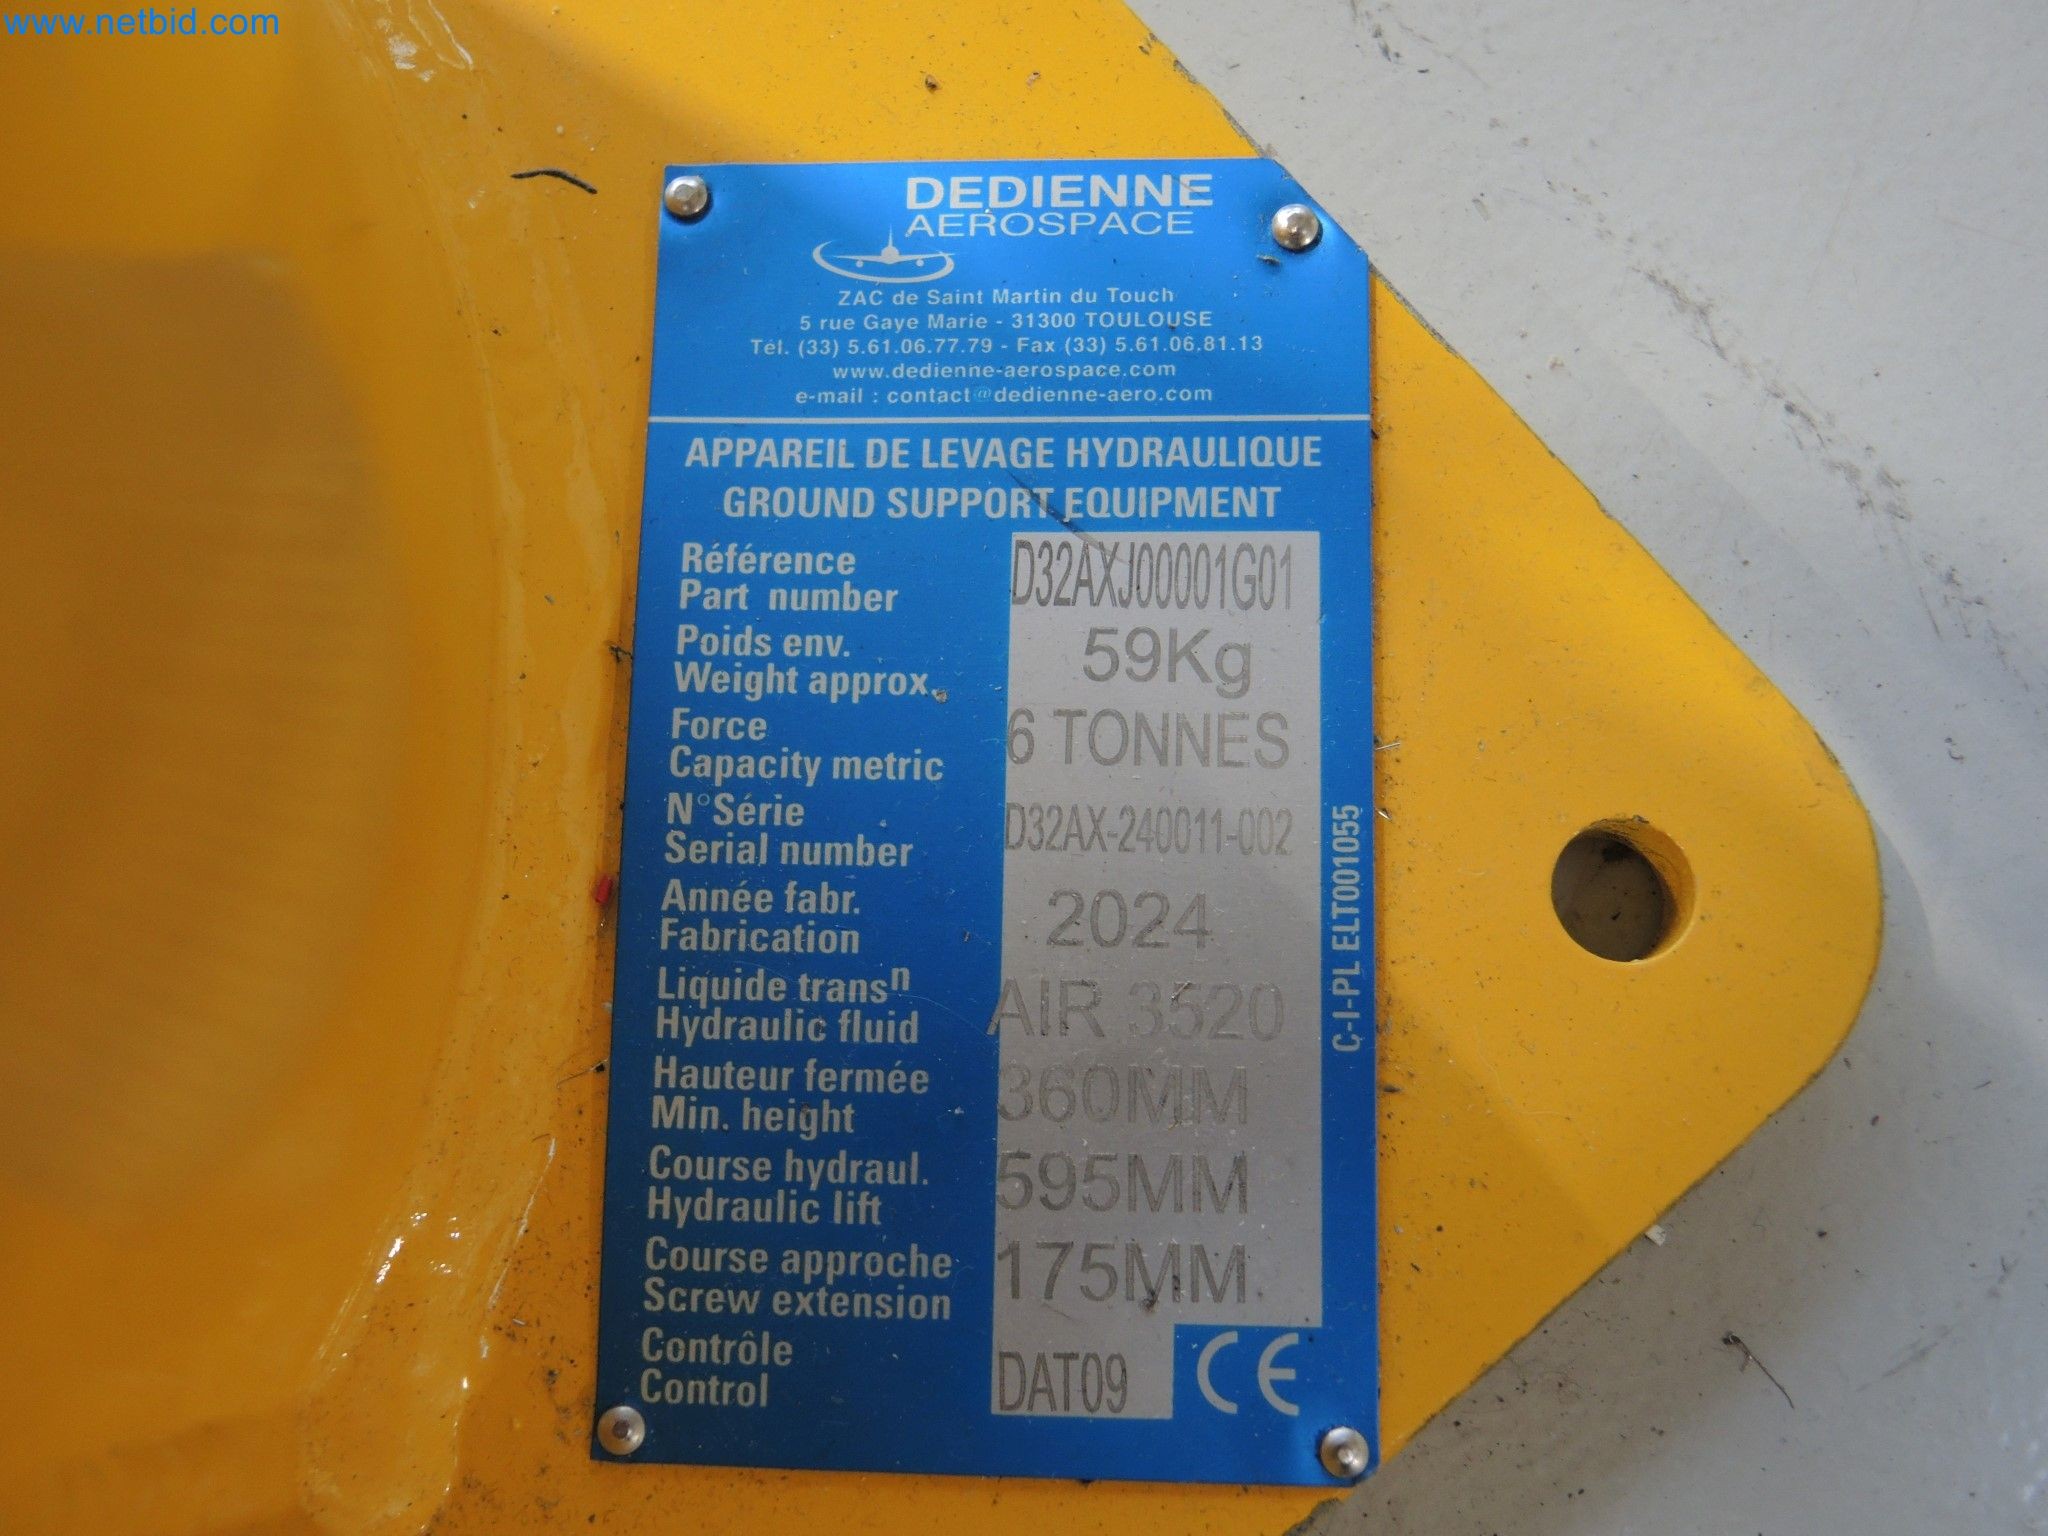 www.netbid.com
DEDIENNE
AEROSPACE
ZAC de Saint Martin du Touch
5 rue Gaye Marie - 31300 TOULOUSE
Tél. (33) 5.61.06.77.79 - Fax (33) 5.61.06.81.13
www.dedienne-aerospace.com
e-mail : contact@dedienne-aero.com
APPAREIL DE LEVAGE HYDRAULIQUE
GROUND SUPPORT EQUIPMENT
Référence
Part number
D32AXJ00001G01
Poids env.
Weight approx.
59Kg
Force
Capacity metric
6 TONNES
N° Série
Serial number
D32AX-240011-002
Année fabr.
Fabrication
2024
Liquide transn
Hydraulic fluid
AIR 3520
Hauteur fermée
Min. height
360MM
Course hydraul.
Hydraulic lift
595MM
Course approche
Screw extension
175MM
Contrôle
Control
DAT09
CE
C-I-PL ELT001055